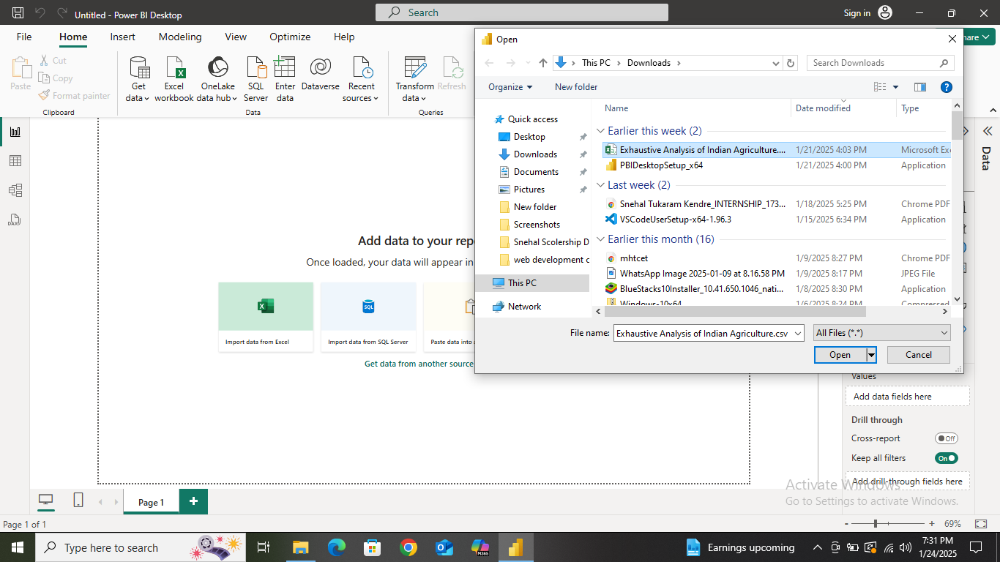 Untitled - Power BI Desktop
Search
Sign in
File
Home
Insert
Modeling
View
Optimize
Help
Share
Paste
Cut
Copy
Format painter
Clipboard
Get data
Excel workbook
OneLake data hub
SQL Server
Enter data
Dataverse
Recent sources
Data
Transform data
Refresh
Queries
Add data to your rep
Once loaded, your data will appear in
Import data from Excel
Import data from SQL Server
Paste data into a
Get data from another source
Open
This PC
Downloads
Search Downloads
Organize
New folder
Quick access
Desktop
Downloads
Documents
Pictures
New folder
Screenshots
Snehal Scolership D
web development c
This PC
Network
Name
Date modified
Type
Earlier this week (2)
Exhaustive Analysis of Indian Agriculture.... 1/21/2025 4:03 PM Microsoft Ex
PBIDesktopSetup_x64 1/21/2025 4:00 PM Application
Last week (2)
Snehal Tukaram Kendre_INTERNSHIP_173... 1/18/2025 5:25 PM Chrome PDF
VSCodeUserSetup-x64-1.96.3 1/15/2025 6:34 PM Application
Earlier this month (16)
mhtcet 1/9/2025 8:27 PM Chrome PDF
WhatsApp Image 2025-01-09 at 8.16.58 PM 1/9/2025 8:17 PM JPEG File
BlueStacks10Installer_10.41.650.1046_nati... 1/8/2025 8:30 PM Application
Windows-10x64 1/6/2025 8:24 PM Compressed
File name: Exhaustive Analysis of Indian Agriculture.csv
All Files (*.*)
Open
Cancel
Data
DAX
Values
Add data fields here
Drill through
Cross-report
Off
Keep all filters
On
Add drill-through fields here
Activate Windows
Go to Settings to activate Windows.
Page 1
Page 1 of 1
- + 69%
Type here to search
M365
Earnings upcoming
7:31 PM
1/24/2025